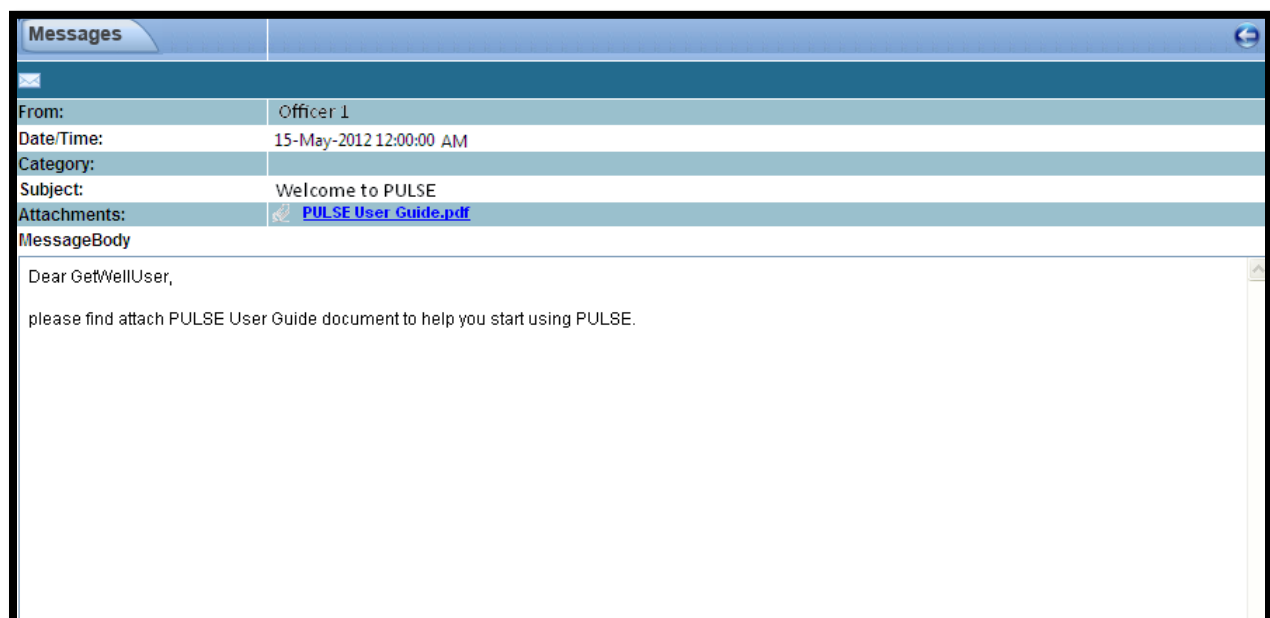 Messages
From: Officer 1
Date/Time: 15-May-2012 12:00:00 AM
Category:
Subject: Welcome to PULSE
Attachments: PULSE User Guide.pdf
MessageBody
Dear GetWellUser,
please find attach PULSE User Guide document to help you start using PULSE.